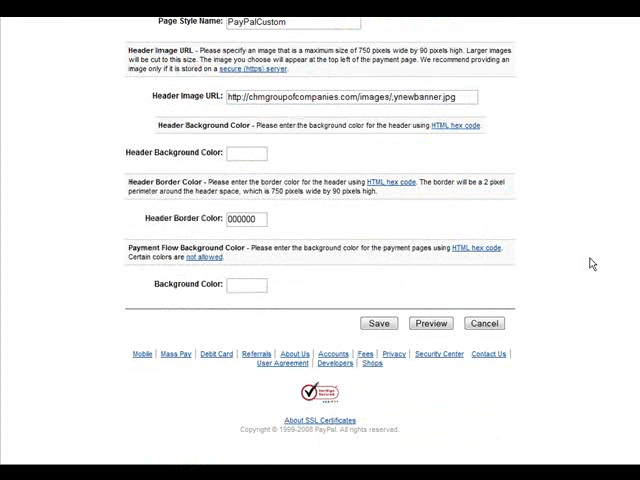 Page Style Name: PayPalCustom
Header Image URL - Please specify an image that is a maximum size of 750 pixels wide by 90 pixels high. Larger images
will be cut to this size. The image you choose will appear at the top left of the payment page. We recommend providing an
image only if it is stored on a secure (https) server.
Header Image URL: http://chmgroupofcompanies.com/images/,ynewbanner.jpg
Header Background Color - Please enter the background color for the header using HTML hex code.
Header Background Color:
Header Border Color - Please enter the border color for the header using HTML hex code. The border will be a 2 pixel
perimeter around the header space, which is 750 pixels wide by 90 pixels high.
Header Border Color: 000000
Payment Flow Background Color - Please enter the background color for the payment pages using HTML hex code.
Certain colors are not allowed.
Background Color:
Save Preview Cancel
Mobile | Mass Pay | Debit Card | Referrals | About Us | Accounts | Fees | Privacy | Security Center | Contact Us |
User Agreement | Developers | Shops
About SSL Certificates
Copyright © 1999-2008 PayPal. All rights reserved.